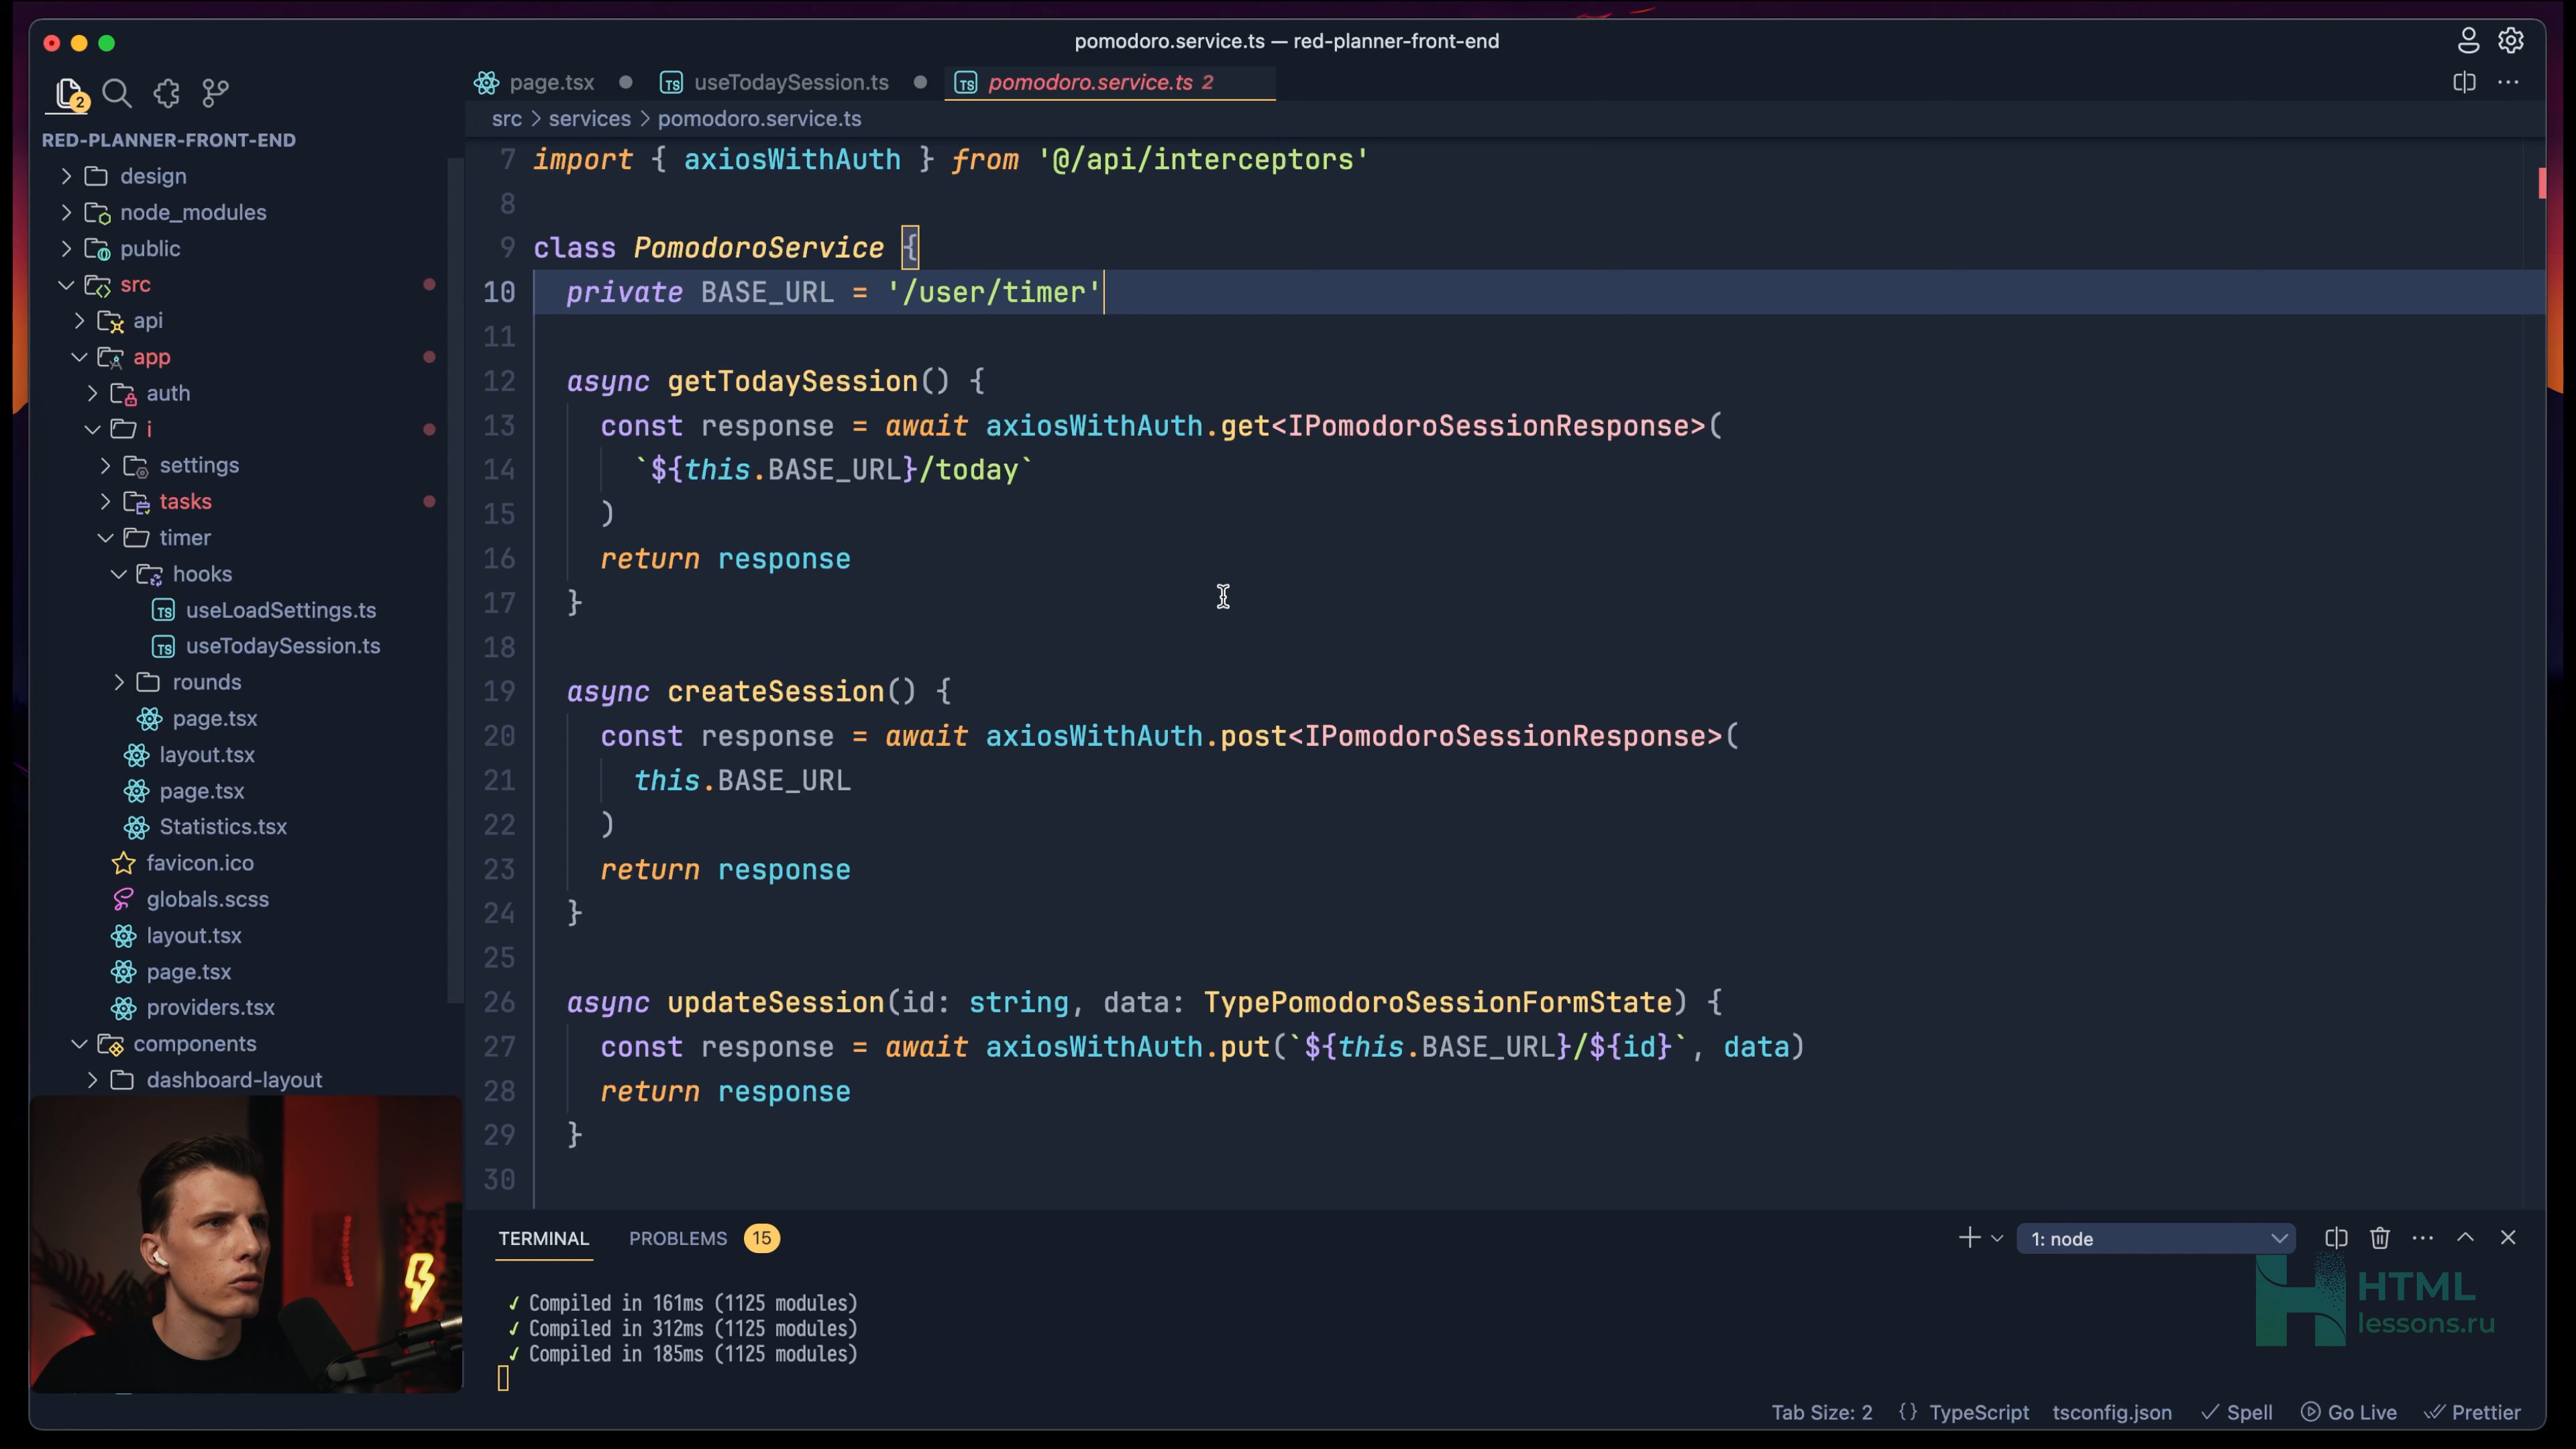 pomodoro.service.ts — red-planner-front-end
2
page.tsx
TS useTodaySession.ts
TS pomodoro.service.ts 2
src > services > pomodoro.service.ts
RED-PLANNER-FRONT-END
design
node_modules
public
src
api
app
auth
i
settings
tasks
timer
hooks
TS useLoadSettings.ts
TS useTodaySession.ts
rounds
page.tsx
layout.tsx
page.tsx
Statistics.tsx
favicon.ico
globals.scss
layout.tsx
page.tsx
providers.tsx
components
dashboard-layout
7 import { axiosWithAuth } from '@/api/interceptors'
8
9 class PomodoroService {
10 private BASE_URL = '/user/timer'
11
12 async getTodaySession() {
13 const response = await axiosWithAuth.get<IPomodoroSessionResponse>(
14 `${this.BASE_URL}/today`
15 )
16 return response
17 }
18
19 async createSession() {
20 const response = await axiosWithAuth.post<IPomodoroSessionResponse>(
21 this.BASE_URL
22 )
23 return response
24 }
25
26 async updateSession(id: string, data: TypePomodoroSessionFormState) {
27 const response = await axiosWithAuth.put(`${this.BASE_URL}/${id}`, data)
28 return response
29 }
30
TERMINAL PROBLEMS 15
1: node
✓ Compiled in 161ms (1125 modules)
✓ Compiled in 312ms (1125 modules)
✓ Compiled in 185ms (1125 modules)
HTML
lessons.ru
Tab Size: 2 {} TypeScript tsconfig.json ✓ Spell Go Live Prettier